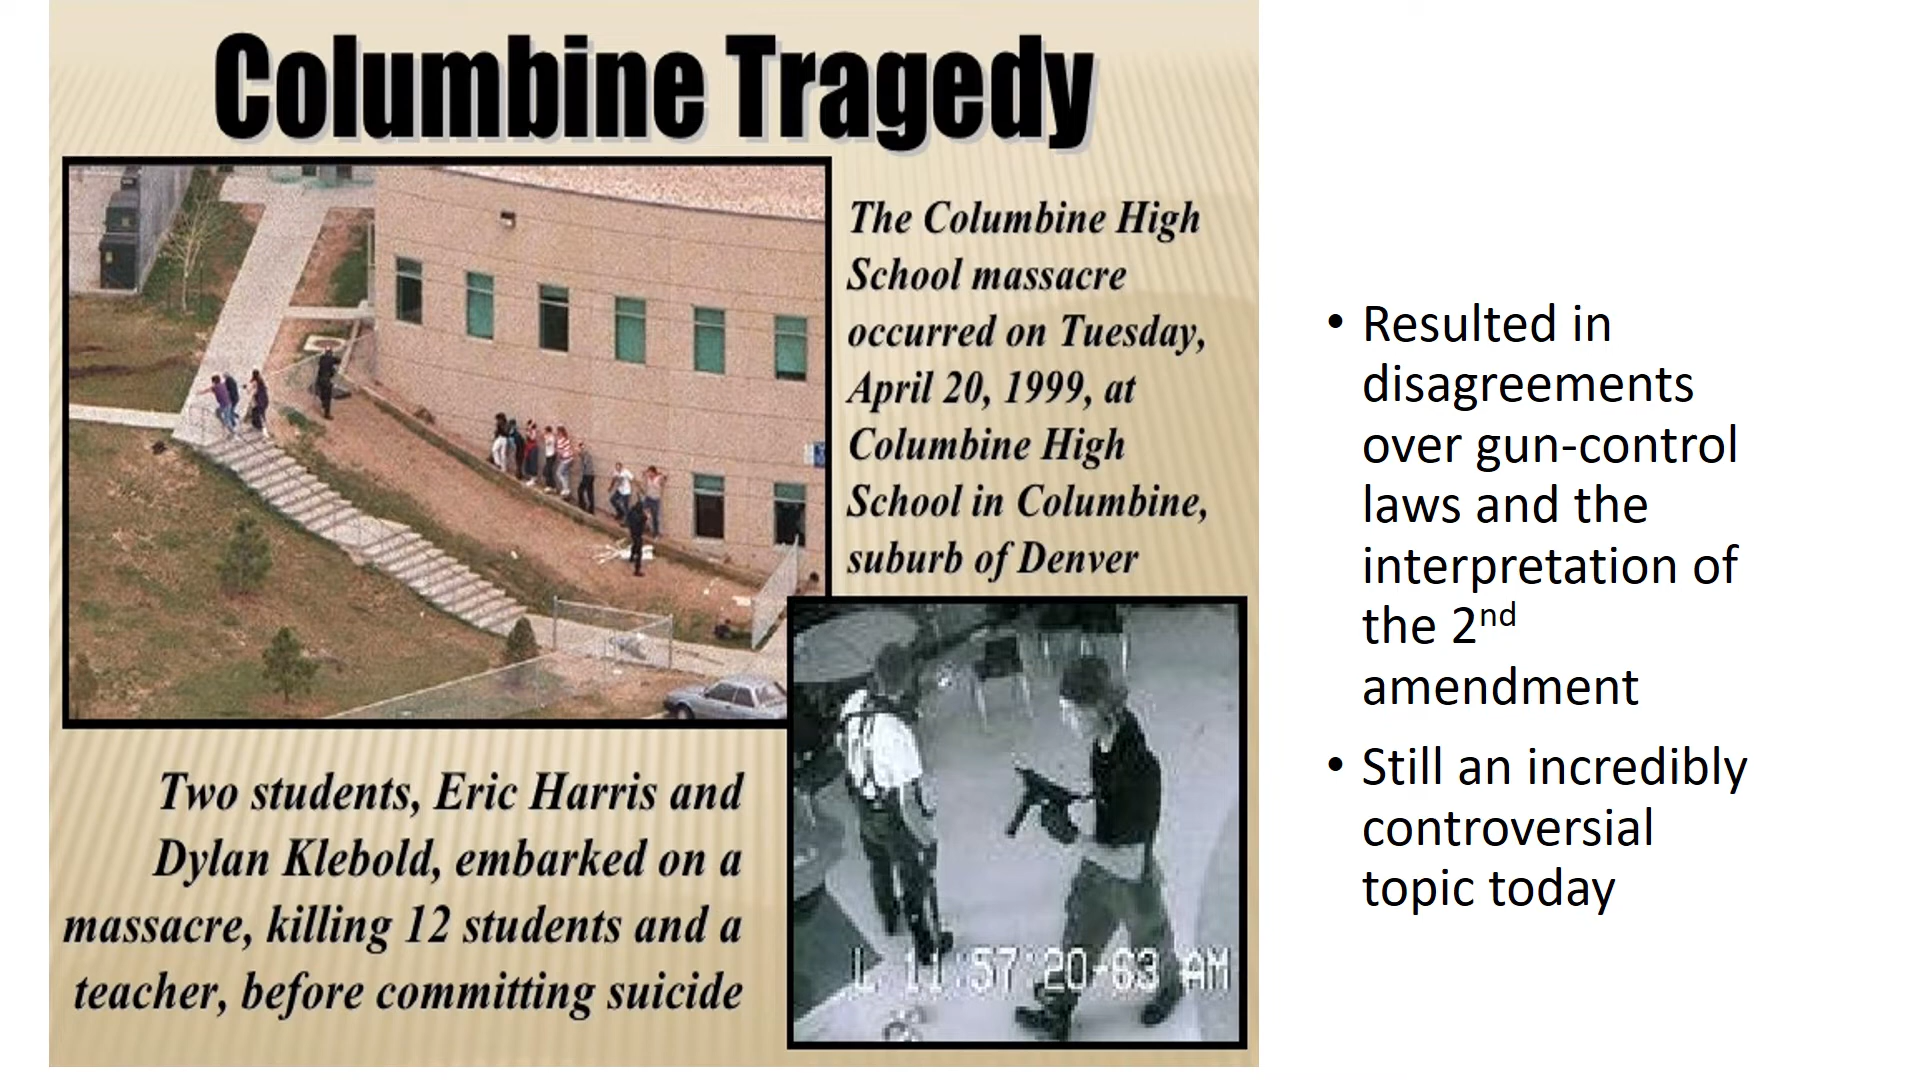 Columbine Tragedy
The Columbine High
School massacre
occurred on Tuesday,
April 20, 1999, at
Columbine High
School in Columbine,
suburb of Denver
Two students, Eric Harris and
Dylan Klebold, embarked on a
massacre, killing 12 students and a
teacher, before committing suicide
11:57:20 AM
• Resulted in
disagreements
over gun-control
laws and the
interpretation of
the 2nd
amendment
• Still an incredibly
controversial
topic today